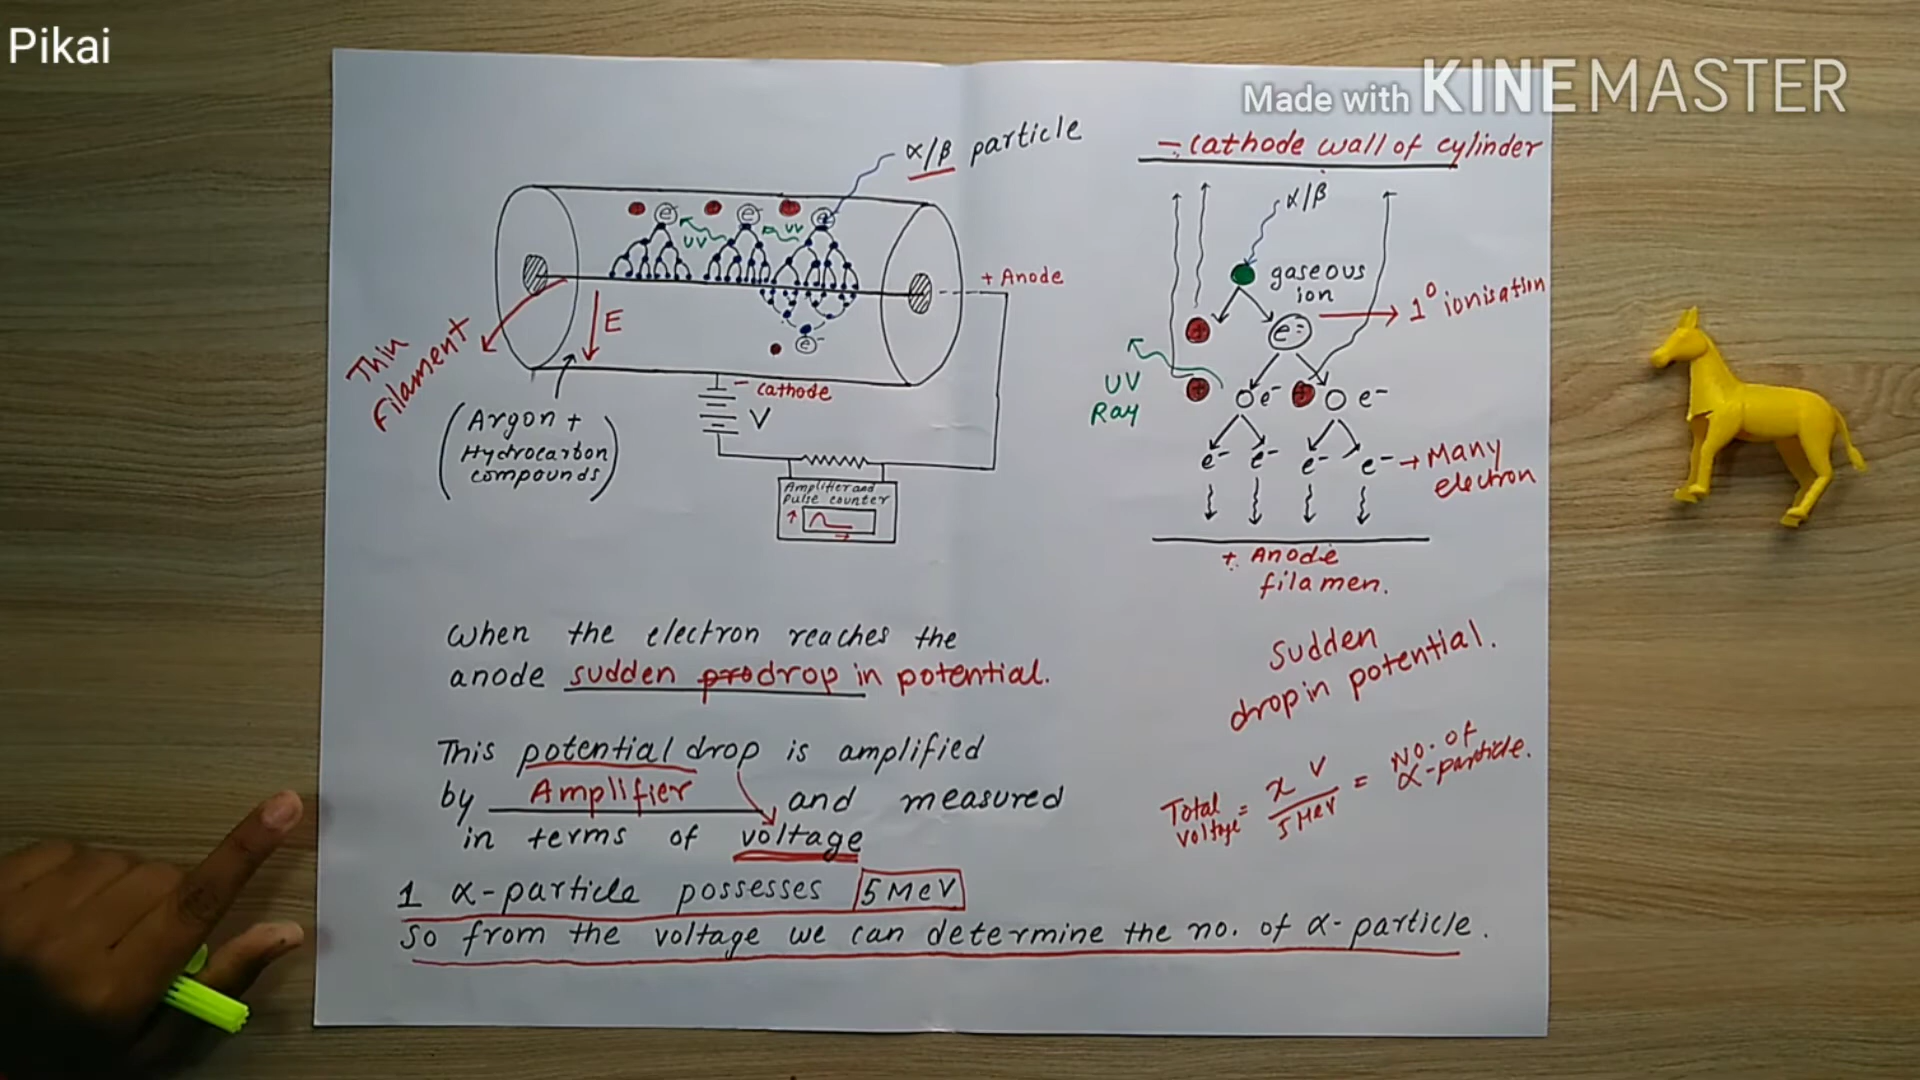 Pikai
Made with KINEMASTER
α/β particle
e⁻ e⁻ e⁻
UV UV
+ Anode
E
e⁻
Thin
Filament
- cathode
V
(Argon +
Hydrocarbon
compounds)
Amplifier and
pulse counter
- cathode wall of cylinder
α/β
gaseous
ion
+ e⁻
1⁰ ionisation
UV
Ray
+ e⁻ + e⁻
e⁻ e⁻ e⁻ e⁻
Many
electron
+ Anode
filamen.
When the electron reaches the
anode sudden pro drop in potential.
Sudden
drop in potential.
This potential drop is amplified
by Amplifier and measured
in terms of voltage
Total
voltage = x V / 5 MeV = No. of
α-particle.
1 α-particle possesses 5 MeV
So from the voltage we can determine the no. of α-particle.